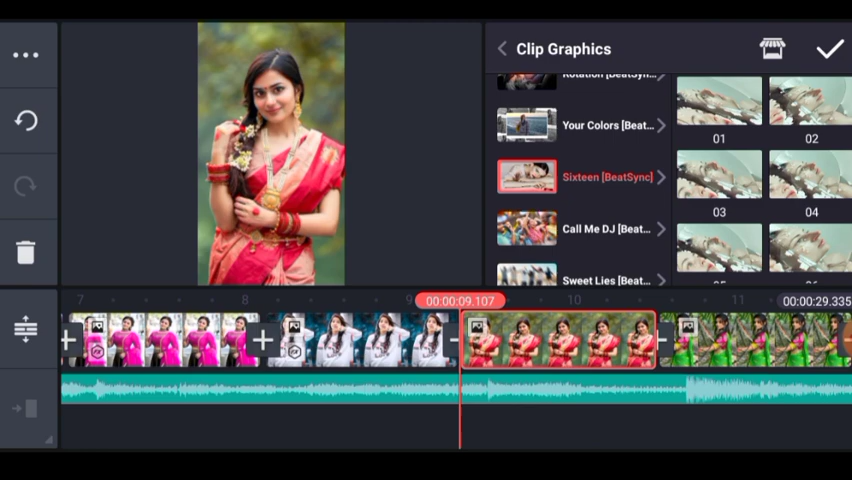 Clip Graphics
Rotation [BeatSyn...
Your Colors [Beat...
Sixteen [BeatSync]
Call Me DJ [Beat...
Sweet Lies [Beat...
01
02
03
04
7
8
9
00:00:09.107
10
11
00:00:29.335